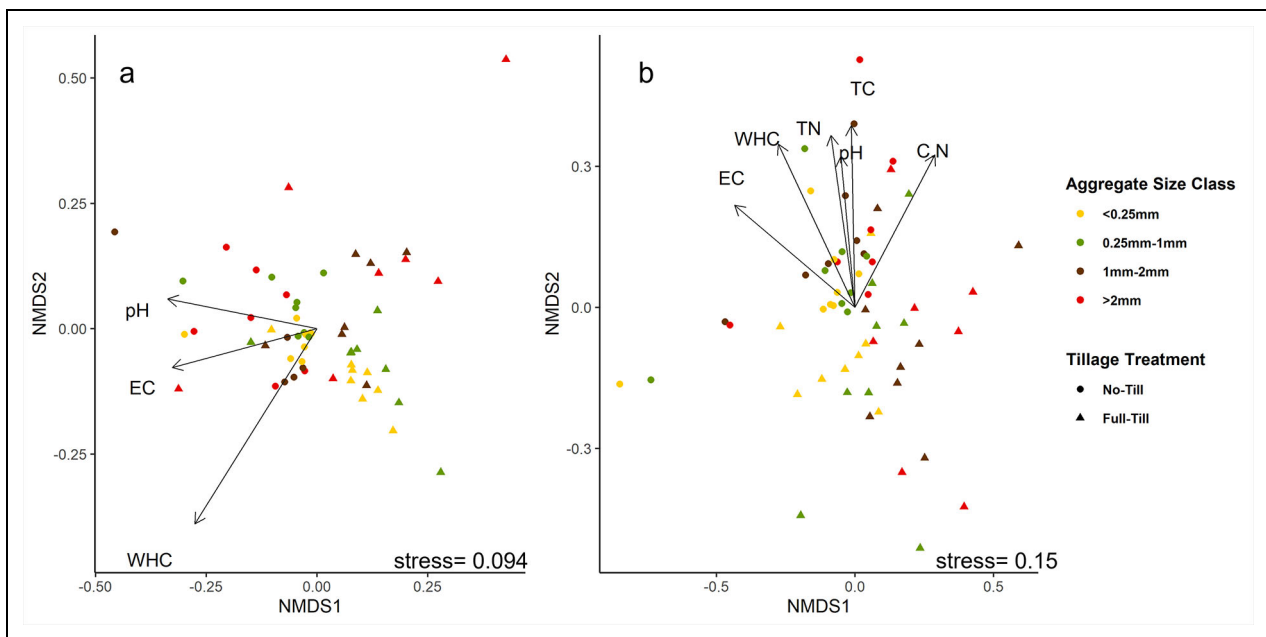 a
0.50
0.25
0.00
-0.25
NMDS2
pH
EC
WHC
stress= 0.094
-0.50
-0.25
0.00
0.25
NMDS1
b
0.3
0.0
-0.3
NMDS2
TC
TN
WHC
pH
C.N
EC
stress= 0.15
-0.5
0.0
0.5
NMDS1
Aggregate Size Class
<0.25mm
0.25mm-1mm
1mm-2mm
>2mm
Tillage Treatment
No-Till
Full-Till